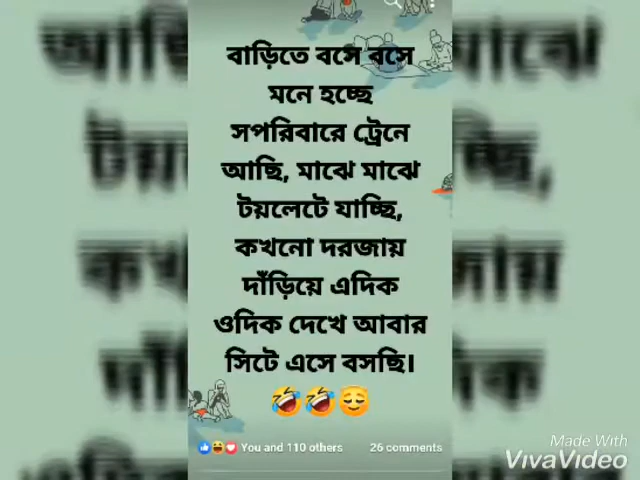 বাড়িতে বসে বসে
মনে হচ্ছে
সপরিবারে ট্রেনে
আছি, মাঝে মাঝে
টয়লেটে যাচ্ছি,
কখনো দরজায়
দাঁড়িয়ে এদিক
ওদিক দেখে আবার
সিটে এসে বসছি।
🤣🤣😌
You and 110 others 26 comments
Made With
VivaVideo